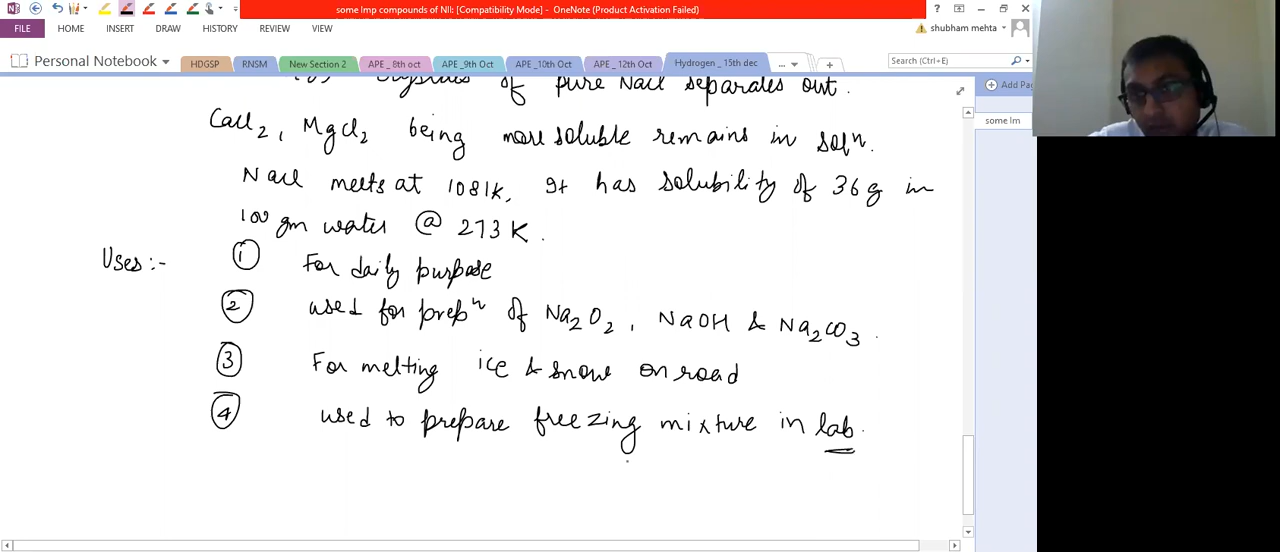 some Imp compounds of NII: [Compatibility Mode] - OneNote (Product Activation Failed)
FILE HOME INSERT DRAW HISTORY REVIEW VIEW
shubham mehta
Personal Notebook HDGSP RNSM New Section 2 APE _ 8th oct APE _9th Oct APE _10th Oct APE _ 12th Oct Hydrogen _ 15th dec ...
Search (Ctrl+E)
Add Pag
some Im
crystals of pure NaCl separates out.
CaCl2, MgCl2 being more soluble remains in solⁿ.
NaCl melts at 1081K, It has solubility of 36 g in
100 gm water @ 273 K.
Uses :- 1 For daily purpose
2 used for prepⁿ of Na2O2, NaOH & Na2CO3.
3 For melting ice & snow on road
4 used to prepare freezing mixture in lab.